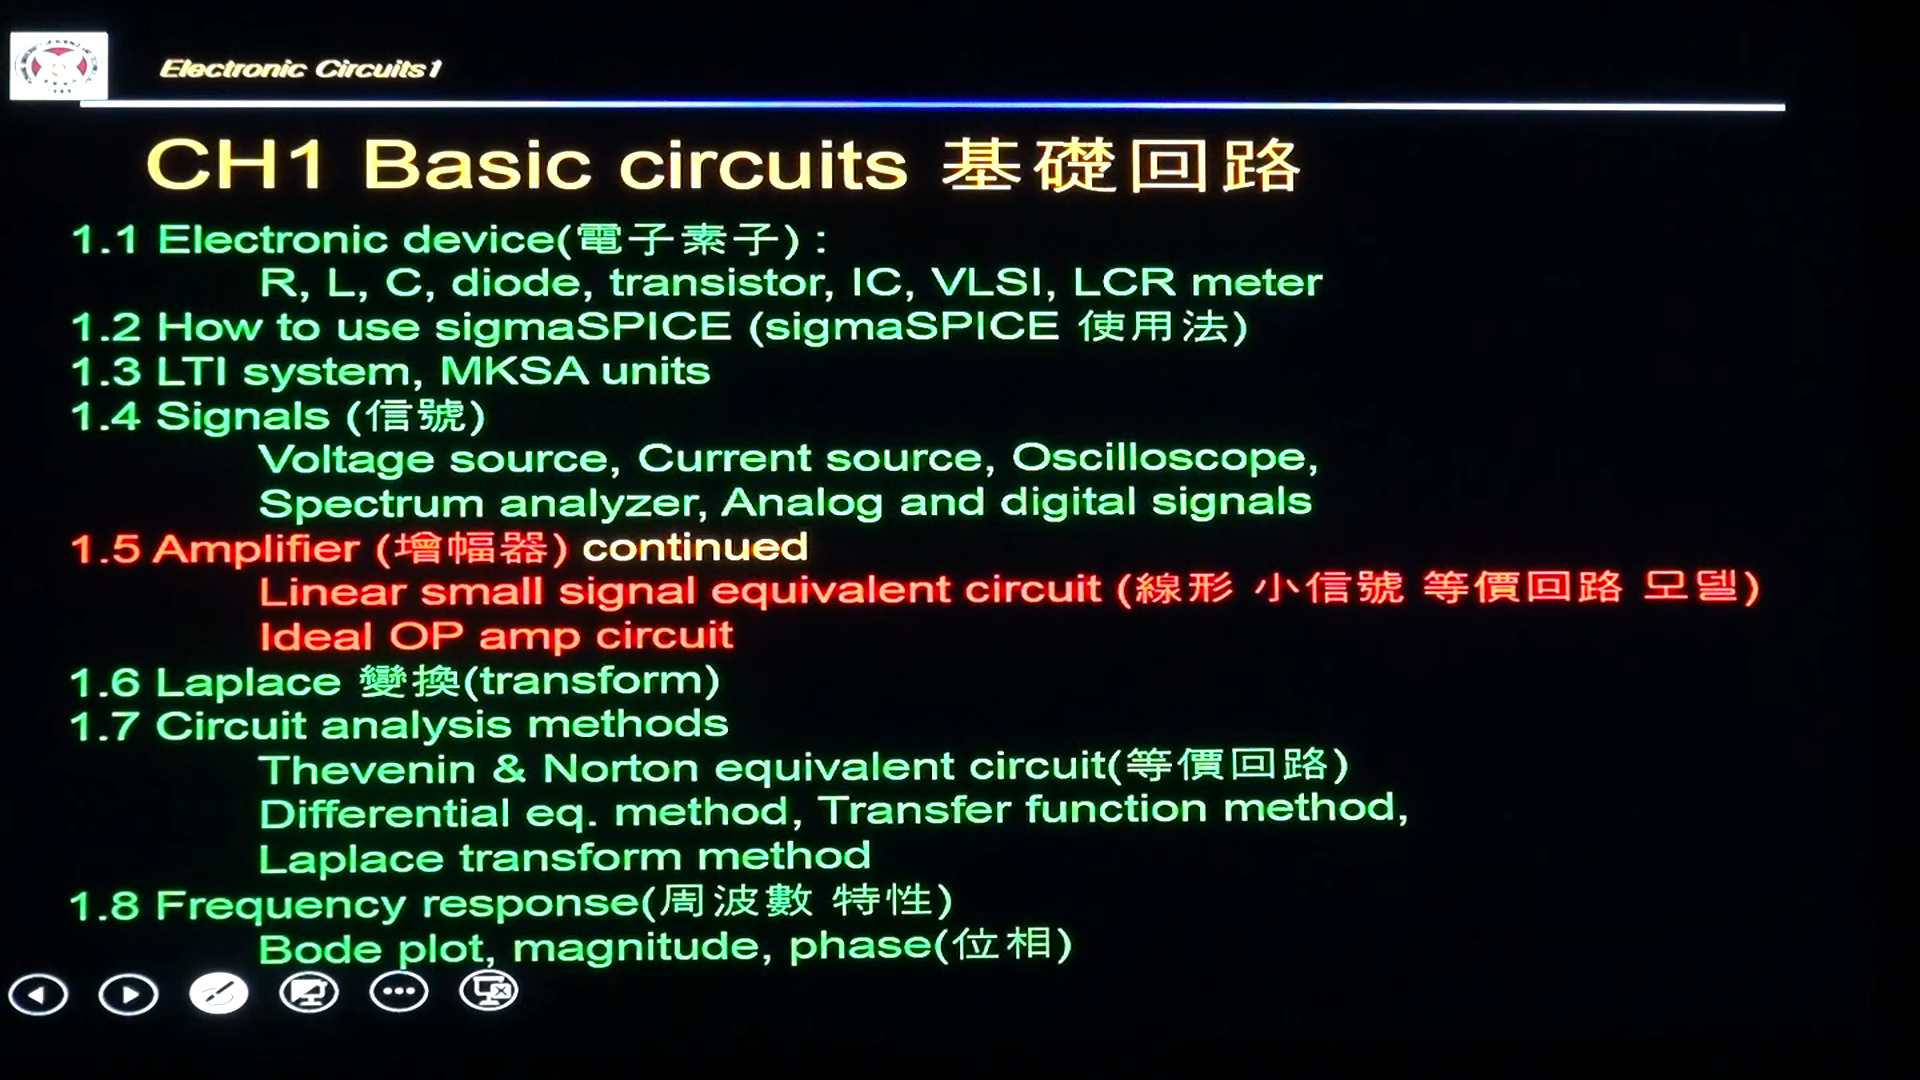 Electronic Circuits1
CH1 Basic circuits 基礎回路
1.1 Electronic device(電子素子) :
R, L, C, diode, transistor, IC, VLSI, LCR meter
1.2 How to use sigmaSPICE (sigmaSPICE 使用法)
1.3 LTI system, MKSA units
1.4 Signals (信號)
Voltage source, Current source, Oscilloscope,
Spectrum analyzer, Analog and digital signals
1.5 Amplifier (增幅器) continued
Linear small signal equivalent circuit (線形 小信號 等價回路 모델)
Ideal OP amp circuit
1.6 Laplace 變換(transform)
1.7 Circuit analysis methods
Thevenin & Norton equivalent circuit(等價回路)
Differential eq. method, Transfer function method,
Laplace transform method
1.8 Frequency response(周波數 特性)
Bode plot, magnitude, phase(位相)